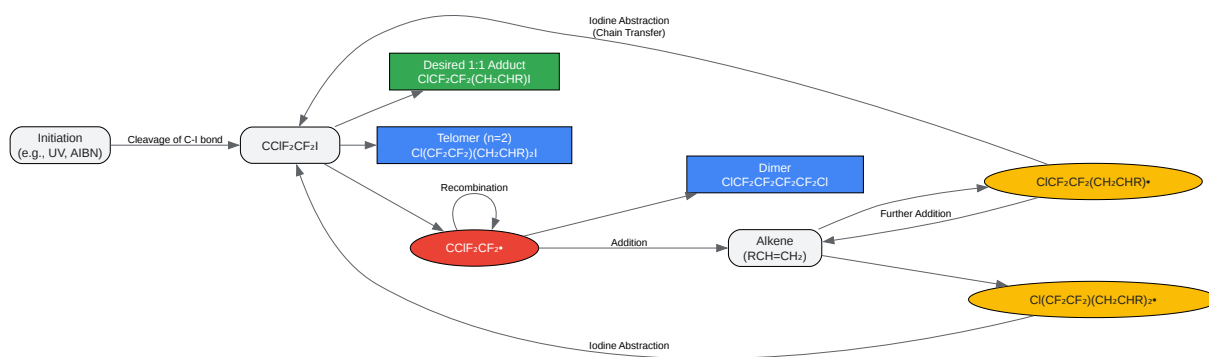 Iodine Abstraction
(Chain Transfer)
Desired 1:1 Adduct
ClCF₂CF₂(CH₂CHR)I
Initiation
(e.g., UV, AIBN)
Cleavage of C-I bond
CClF₂CF₂I
Telomer (n=2)
Cl(CF₂CF₂)(CH₂CHR)₂I
Dimer
ClCF₂CF₂CF₂CF₂Cl
ClCF₂CF₂(CH₂CHR)•
Recombination
Further Addition
CClF₂CF₂•
Addition
Alkene
(RCH=CH₂)
Cl(CF₂CF₂)(CH₂CHR)₂•
Iodine Abstraction